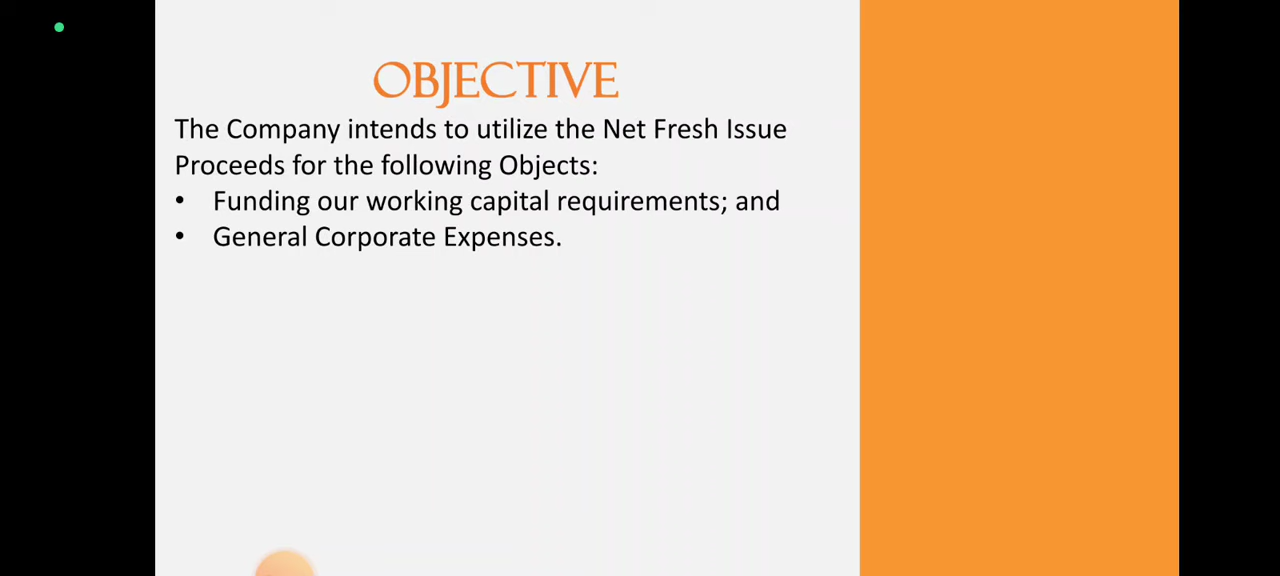 OBJECTIVE
The Company intends to utilize the Net Fresh Issue
Proceeds for the following Objects:
• Funding our working capital requirements; and
• General Corporate Expenses.